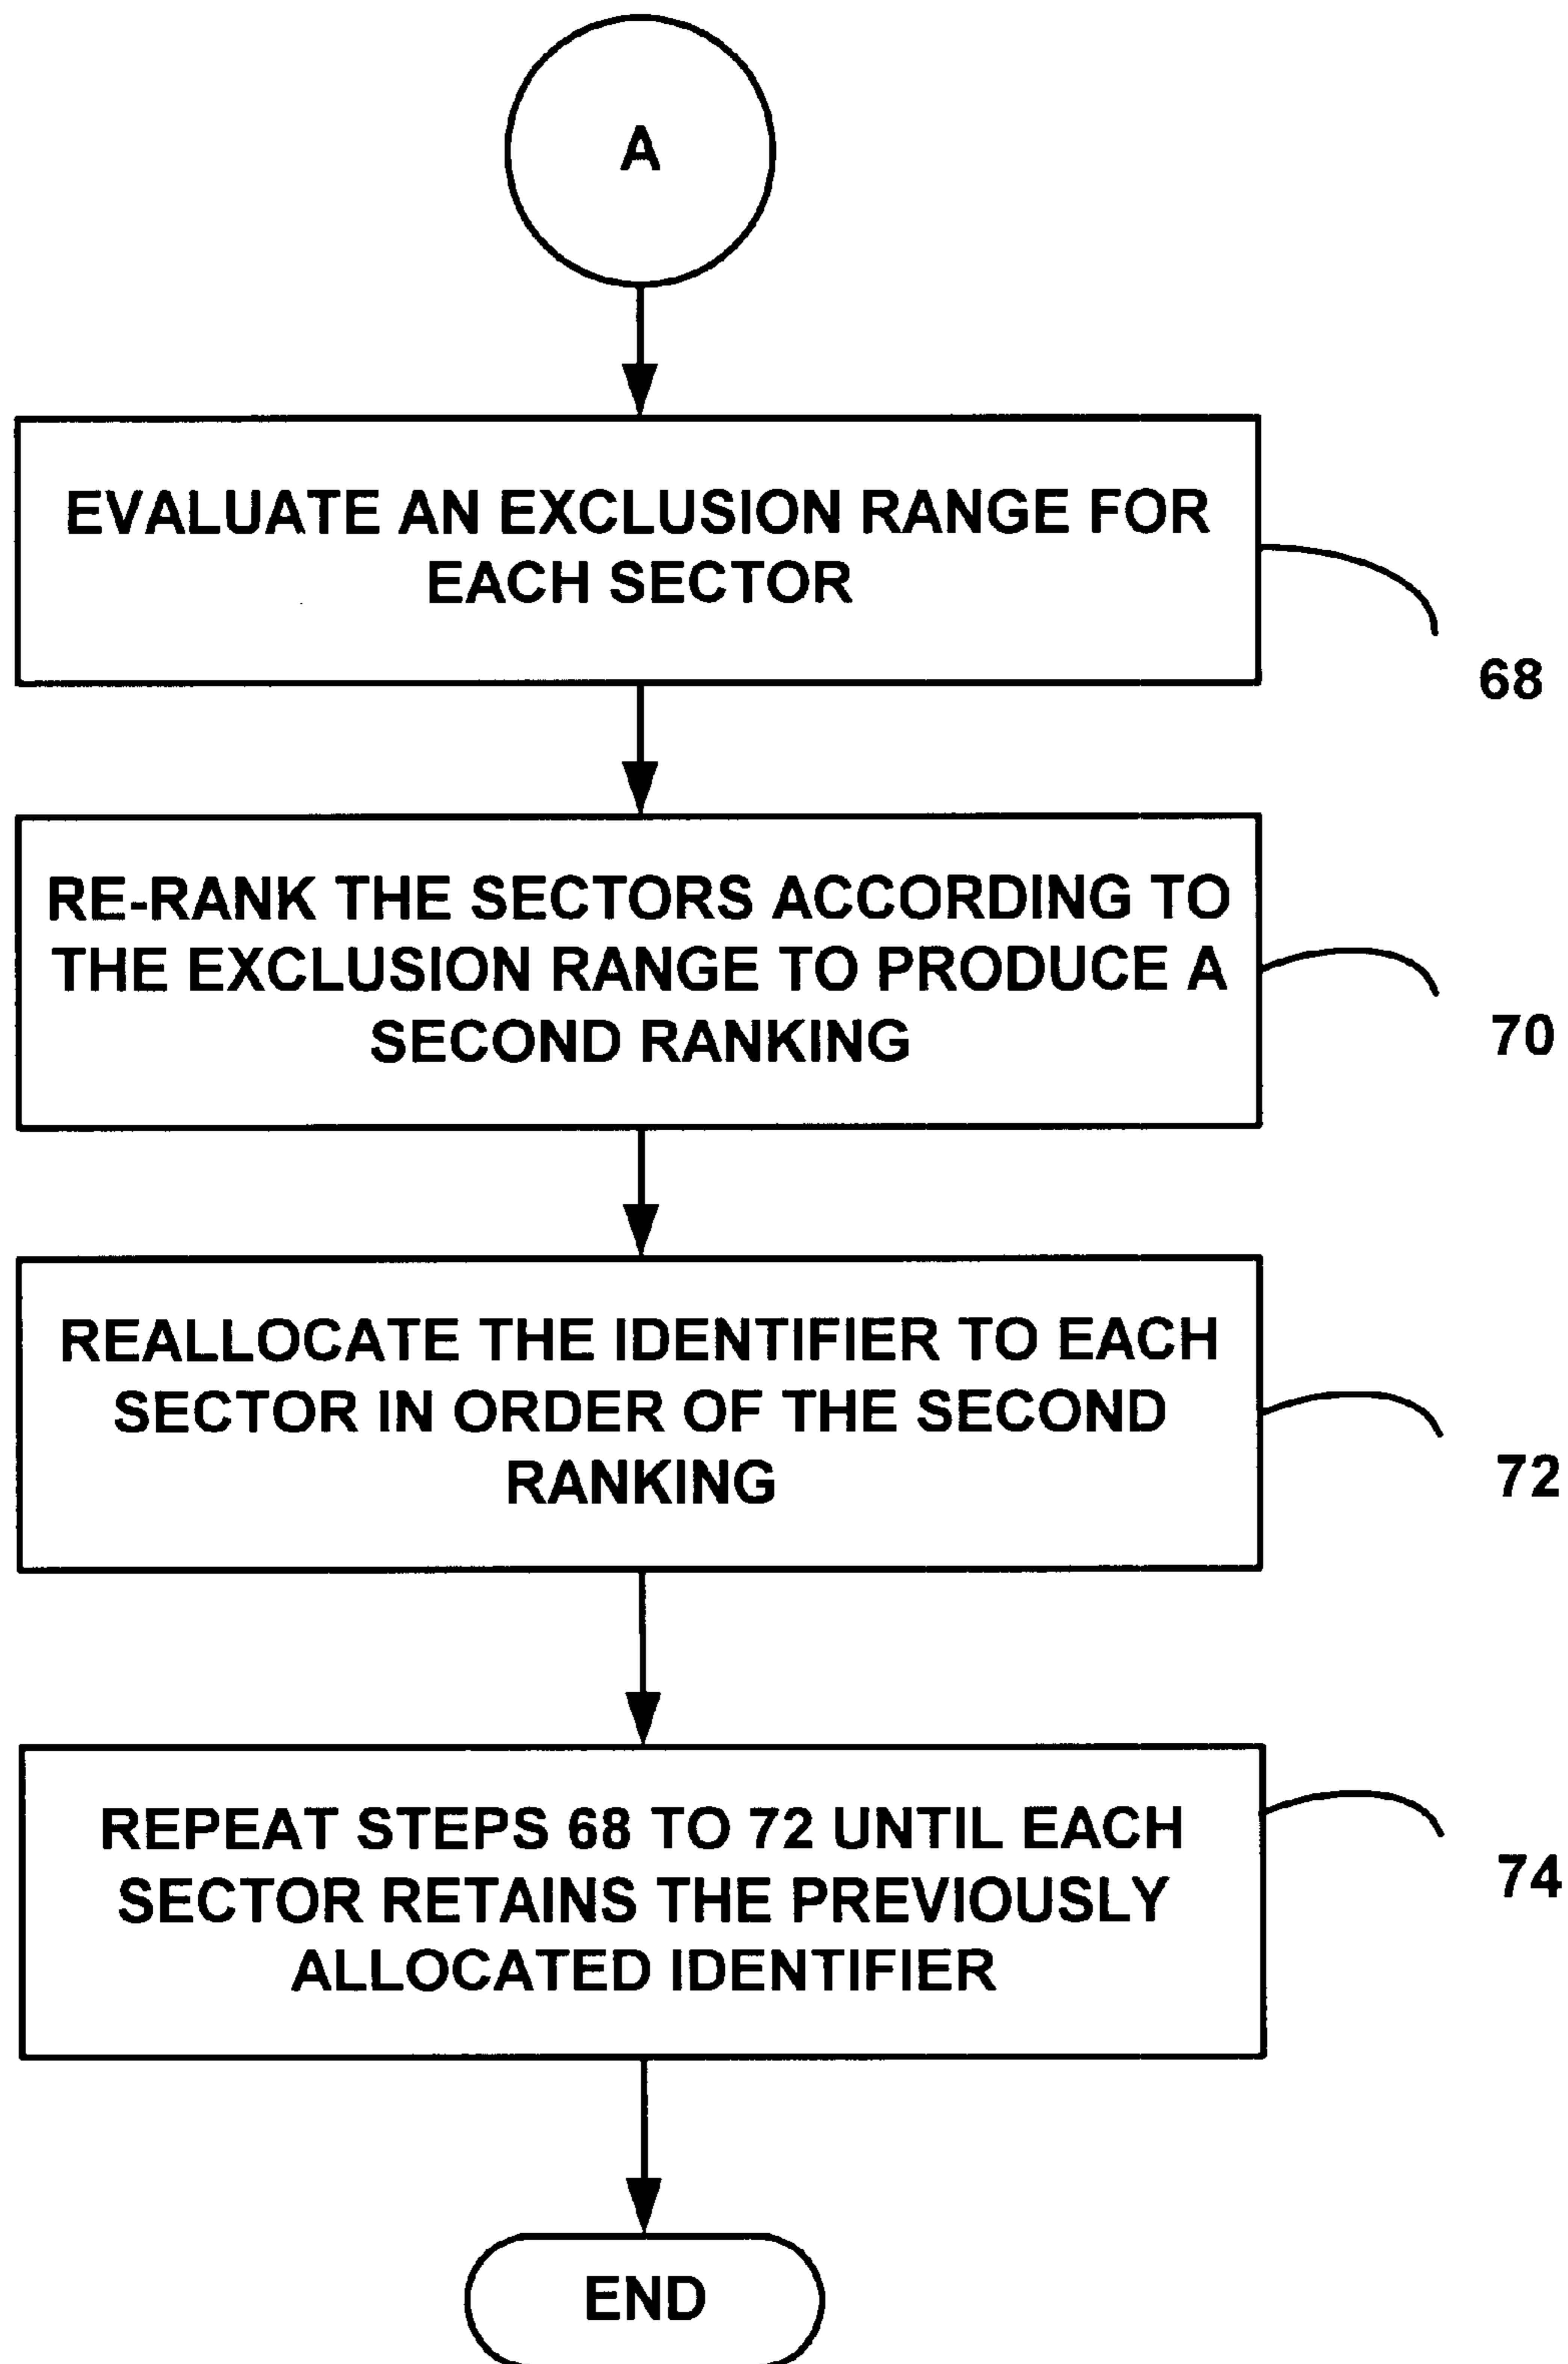 A
EVALUATE AN EXCLUSION RANGE FOR
EACH SECTOR
68
RE-RANK THE SECTORS ACCORDING TO
THE EXCLUSION RANGE TO PRODUCE A
SECOND RANKING
70
REALLOCATE THE IDENTIFIER TO EACH
SECTOR IN ORDER OF THE SECOND
RANKING
72
REPEAT STEPS 68 TO 72 UNTIL EACH
SECTOR RETAINS THE PREVIOUSLY
ALLOCATED IDENTIFIER
74
END